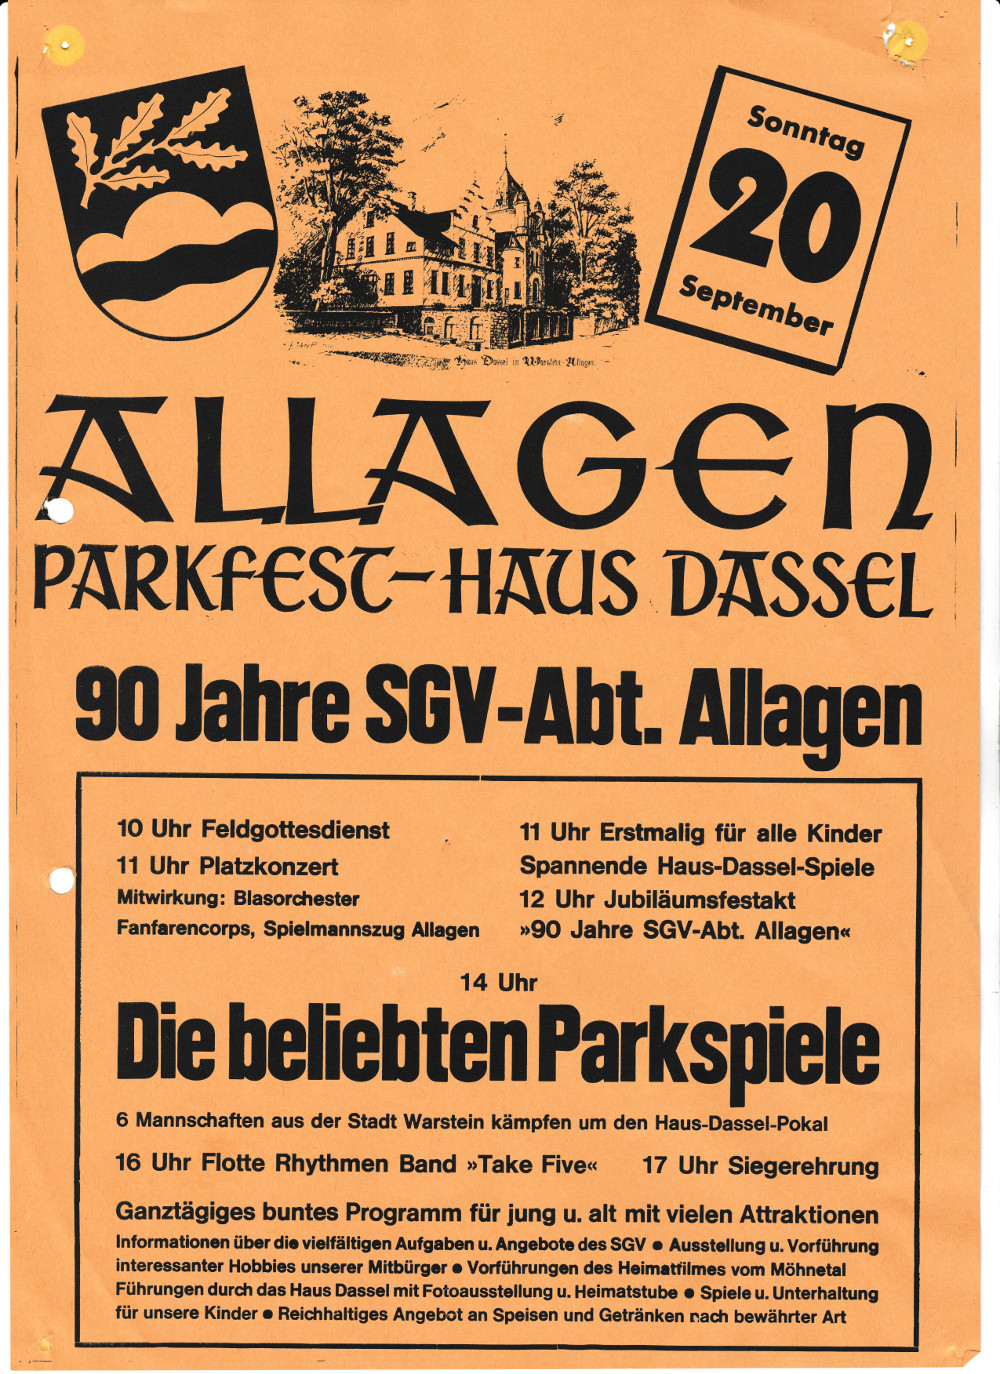 Sonntag
20
September
Haus Dassel in Warstein-Allagen.
ALLAGEN
PARKFEST-HAUS DASSEL
90 Jahre SGV-Abt. Allagen
10 Uhr Feldgottesdienst
11 Uhr Platzkonzert
Mitwirkung: Blasorchester
Fanfarencorps, Spielmannszug Allagen
11 Uhr Erstmalig für alle Kinder
Spannende Haus-Dassel-Spiele
12 Uhr Jubiläumsfestakt
»90 Jahre SGV-Abt. Allagen«
14 Uhr
Die beliebten Parkspiele
6 Mannschaften aus der Stadt Warstein kämpfen um den Haus-Dassel-Pokal
16 Uhr Flotte Rhythmen Band »Take Five« 17 Uhr Siegerehrung
Ganztägiges buntes Programm für jung u. alt mit vielen Attraktionen
Informationen über die vielfältigen Aufgaben u. Angebote des SGV ● Ausstellung u. Vorführung
interessanter Hobbies unserer Mitbürger ● Vorführungen des Heimatfilmes vom Möhnetal
Führungen durch das Haus Dassel mit Fotoausstellung u. Heimatstube ● Spiele u. Unterhaltung
für unsere Kinder ● Reichhaltiges Angebot an Speisen und Getränken nach bewährter Art